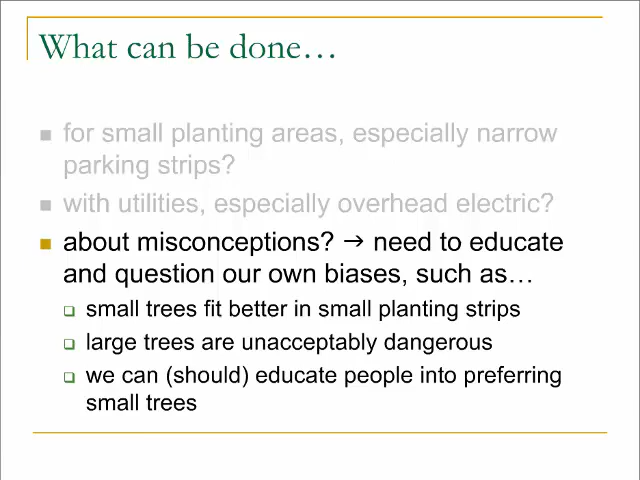 What can be done…
for small planting areas, especially narrow
parking strips?
with utilities, especially overhead electric?
about misconceptions? → need to educate
and question our own biases, such as…
small trees fit better in small planting strips
large trees are unacceptably dangerous
we can (should) educate people into preferring
small trees